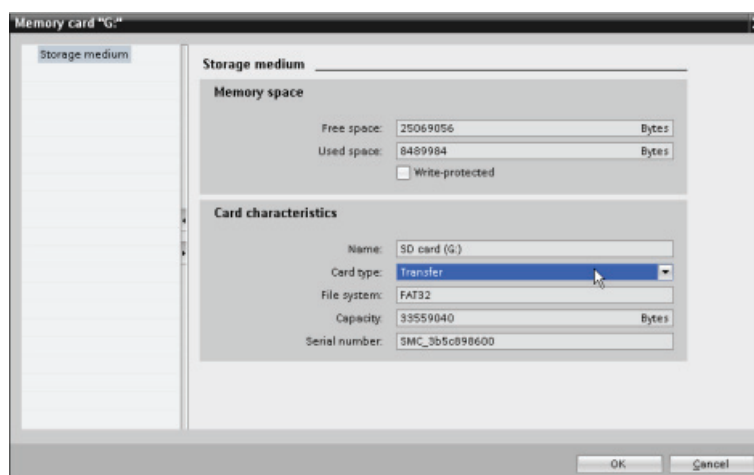 Memory card "G:"
Storage medium
Storage medium
Memory space
Free space: 25069056 Bytes
Used space: 8489984 Bytes
Write-protected
Card characteristics
Name: SD card (G:)
Card type: Transfer
File system: FAT32
Capacity: 33559040 Bytes
Serial number: SMC_3b5c898600
OK Cancel